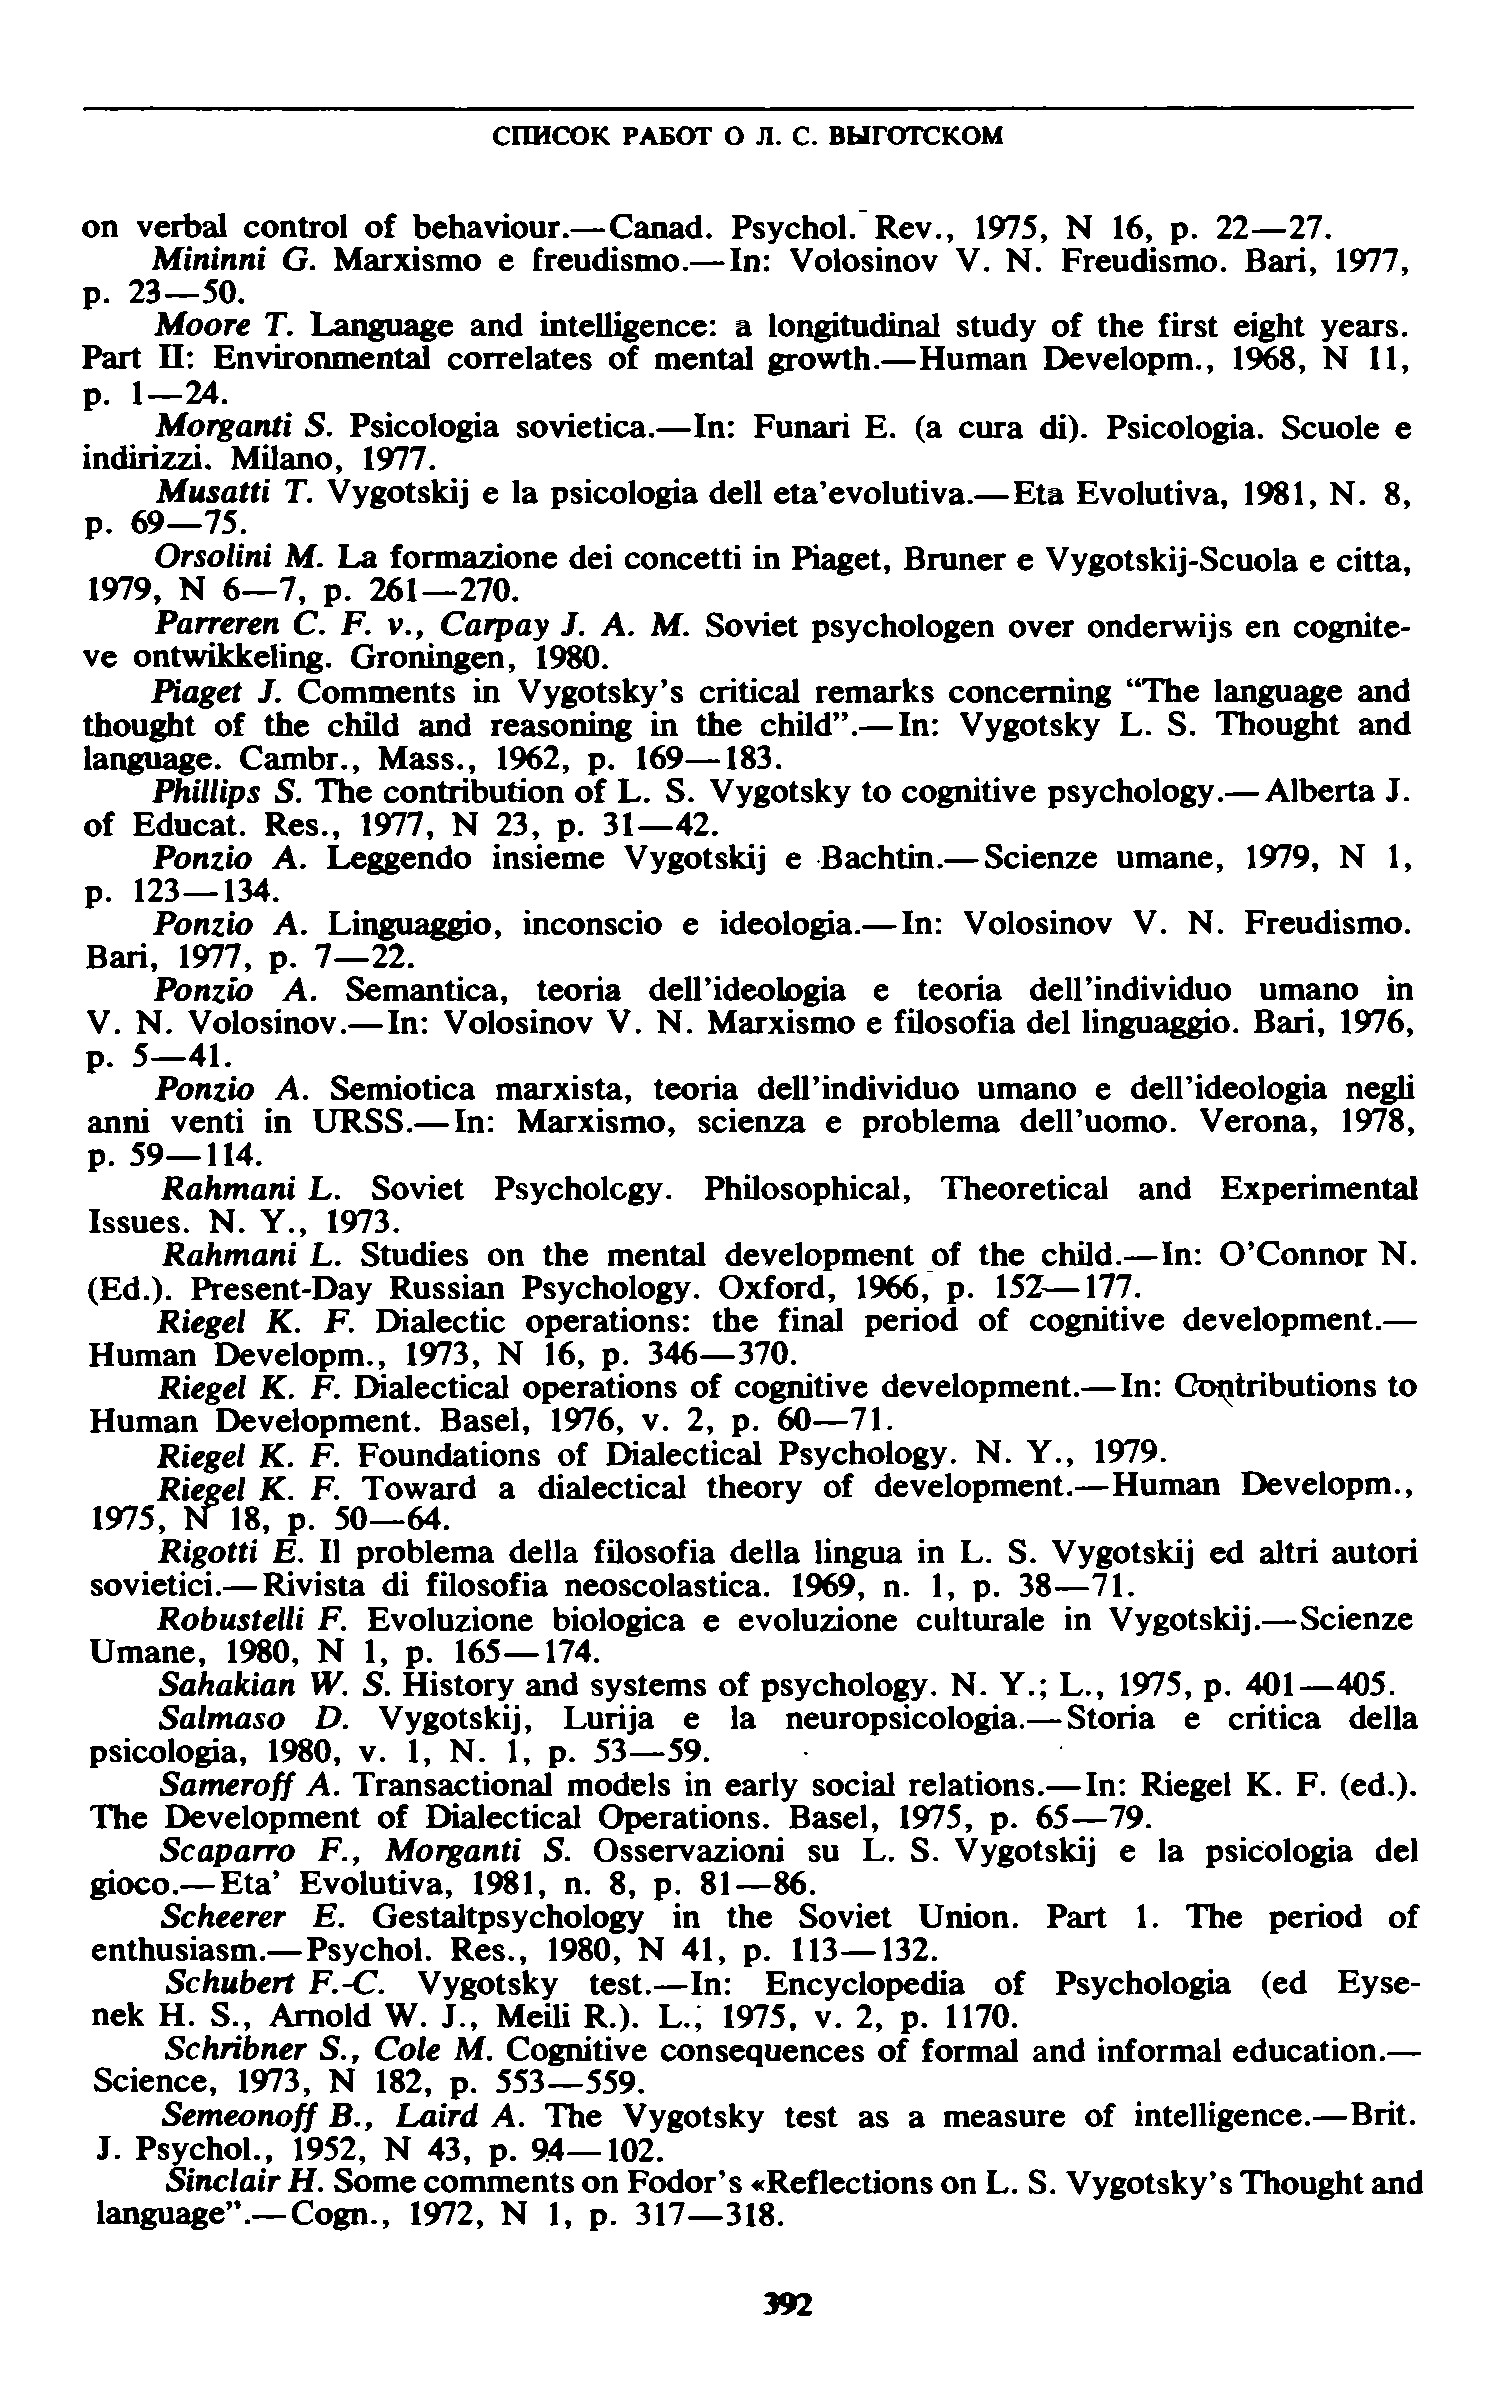 СПИСОК РАБОТ О Л. С. ВЫГОТСКОМ
on verbal control of behaviour.—Canad. Psychol. Rev., 1975, N 16, p. 22—27.
Mininni G. Marxismo e freudismo.—In: Volosinov V. N. Freudismo. Bari, 1977,
p. 23—50.
Moore T. Language and intelligence: a longitudinal study of the first eight years.
Part II: Environmental correlates of mental growth.—Human Developm., 1968, N 11,
p. 1—24.
Morganti S. Psicologia sovietica.—In: Funari E. (a cura di). Psicologia. Scuole e
indirizzi. Milano, 1977.
Musatti T. Vygotskij e la psicologia dell eta'evolutiva.—Eta Evolutiva, 1981, N. 8,
p. 69—75.
Orsolini M. La formazione dei concetti in Piaget, Bruner e Vygotskij-Scuola e citta,
1979, N 6—7, p. 261—270.
Parreren C. F. v., Carpay J. A. M. Soviet psychologen over onderwijs en cognite-
ve ontwikkeling. Groningen, 1980.
Piaget J. Comments in Vygotsky's critical remarks concerning “The language and
thought of the child and reasoning in the child”.—In: Vygotsky L. S. Thought and
language. Cambr., Mass., 1962, p. 169—183.
Phillips S. The contribution of L. S. Vygotsky to cognitive psychology.—Alberta J.
of Educat. Res., 1977, N 23, p. 31—42.
Ponzio A. Leggendo insieme Vygotskij e Bachtin.—Scienze umane, 1979, N 1,
p. 123—134.
Ponzio A. Linguaggio, inconscio e ideologia.—In: Volosinov V. N. Freudismo.
Bari, 1977, p. 7—22.
Ponzio A. Semantica, teoria dell'ideologia e teoria dell'individuo umano in
V. N. Volosinov.—In: Volosinov V. N. Marxismo e filosofia del linguaggio. Bari, 1976,
p. 5—41.
Ponzio A. Semiotica marxista, teoria dell'individuo umano e dell'ideologia negli
anni venti in URSS.—In: Marxismo, scienza e problema dell'uomo. Verona, 1978,
p. 59—114.
Rahmani L. Soviet Psycholcgy. Philosophical, Theoretical and Experimental
Issues. N. Y., 1973.
Rahmani L. Studies on the mental development of the child.—In: O'Connor N.
(Ed.). Present-Day Russian Psychology. Oxford, 1966, p. 152—177.
Riegel K. F. Dialectic operations: the final period of cognitive development.—
Human Developm., 1973, N 16, p. 346—370.
Riegel K. F. Dialectical operations of cognitive development.—In: Contributions to
Human Development. Basel, 1976, v. 2, p. 60—71.
Riegel K. F. Foundations of Dialectical Psychology. N. Y., 1979.
Riegel K. F. Toward a dialectical theory of development.—Human Developm.,
1975, N 18, p. 50—64.
Rigotti E. Il problema della filosofia della lingua in L. S. Vygotskij ed altri autori
sovietici.—Rivista di filosofia neoscolastica. 1969, n. 1, p. 38—71.
Robustelli F. Evoluzione biologica e evoluzione culturale in Vygotskij.—Scienze
Umane, 1980, N 1, p. 165—174.
Sahakian W. S. History and systems of psychology. N. Y.; L., 1975, p. 401—405.
Salmaso D. Vygotskij, Lurija e la neuropsicologia.—Storia e critica della
psicologia, 1980, v. 1, N. 1, p. 53—59.
Sameroff A. Transactional models in early social relations.—In: Riegel K. F. (ed.).
The Development of Dialectical Operations. Basel, 1975, p. 65—79.
Scaparro F., Morganti S. Osservazioni su L. S. Vygotskij e la psicologia del
gioco.—Eta' Evolutiva, 1981, n. 8, p. 81—86.
Scheerer E. Gestaltpsychology in the Soviet Union. Part 1. The period of
enthusiasm.—Psychol. Res., 1980, N 41, p. 113—132.
Schubert F.-C. Vygotsky test.—In: Encyclopedia of Psychologia (ed Eyse-
nek H. S., Arnold W. J., Meili R.). L.; 1975, v. 2, p. 1170.
Schribner S., Cole M. Cognitive consequences of formal and informal education.—
Science, 1973, N 182, p. 553—559.
Semeonoff B., Laird A. The Vygotsky test as a measure of intelligence.—Brit.
J. Psychol., 1952, N 43, p. 94—102.
Sinclair H. Some comments on Fodor's «Reflections on L. S. Vygotsky's Thought and
language”.—Cogn., 1972, N 1, p. 317—318.
392